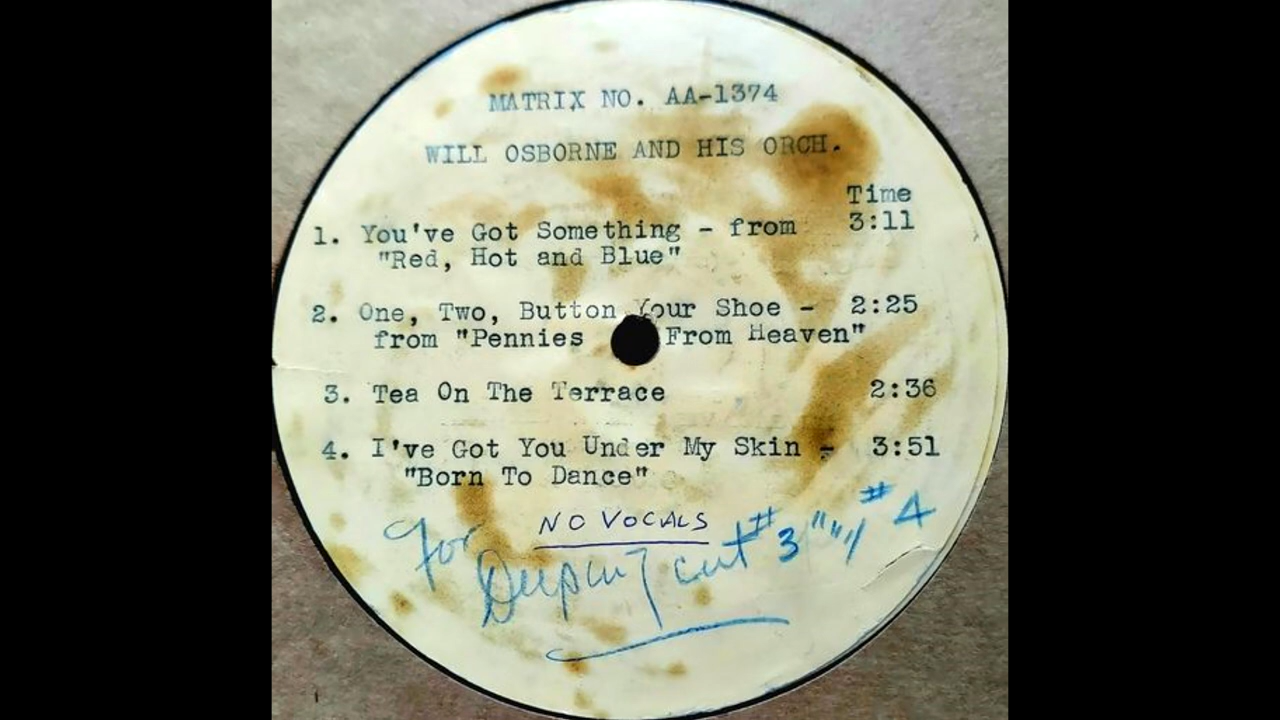 MATRIX NO. AA-1374
WILL OSBORNE AND HIS ORCH.
Time
1. You've Got Something - from 3:11
"Red, Hot and Blue"
2. One, Two, Button Your Shoe - 2:25
from "Pennies From Heaven"
3. Tea On The Terrace 2:36
4. I've Got You Under My Skin - 3:51
"Born To Dance"
NO VOCALS
For
cut #3 """ #4